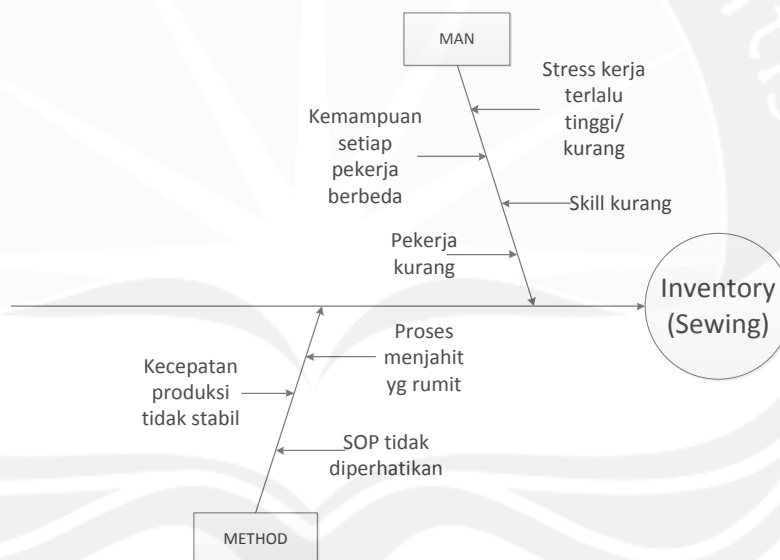 MAN
Stress kerja
terlalu
tinggi/
kurang
Kemampuan
setiap
pekerja
berbeda
Skill kurang
Pekerja
kurang
Inventory
(Sewing)
Proses
menjahit
yg rumit
Kecepatan
produksi
tidak stabil
SOP tidak
diperhatikan
METHOD